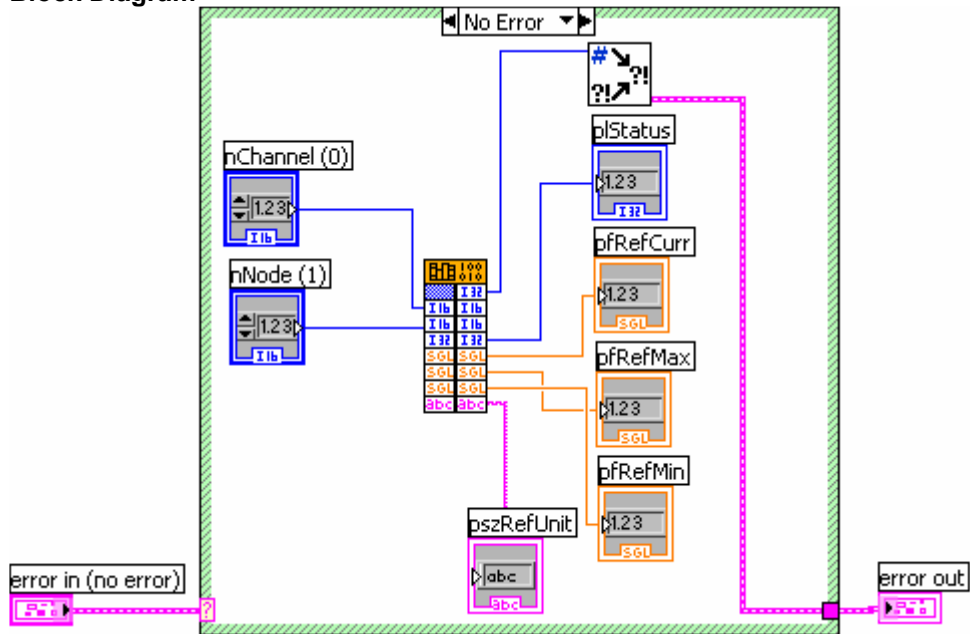 Block Diagram
No Error
#
?!
?!
nChannel (0)
1.23
I16
nNode (1)
1.23
I16
100
010
I32
I16 I16
I16 I16
I32 I32
SGL SGL
SGL SGL
SGL SGL
abc abc
plStatus
1.23
I32
pfRefCurr
1.23
SGL
pfRefMax
1.23
SGL
pfRefMin
1.23
SGL
pszRefUnit
abc
abc
error in (no error)
?
error out